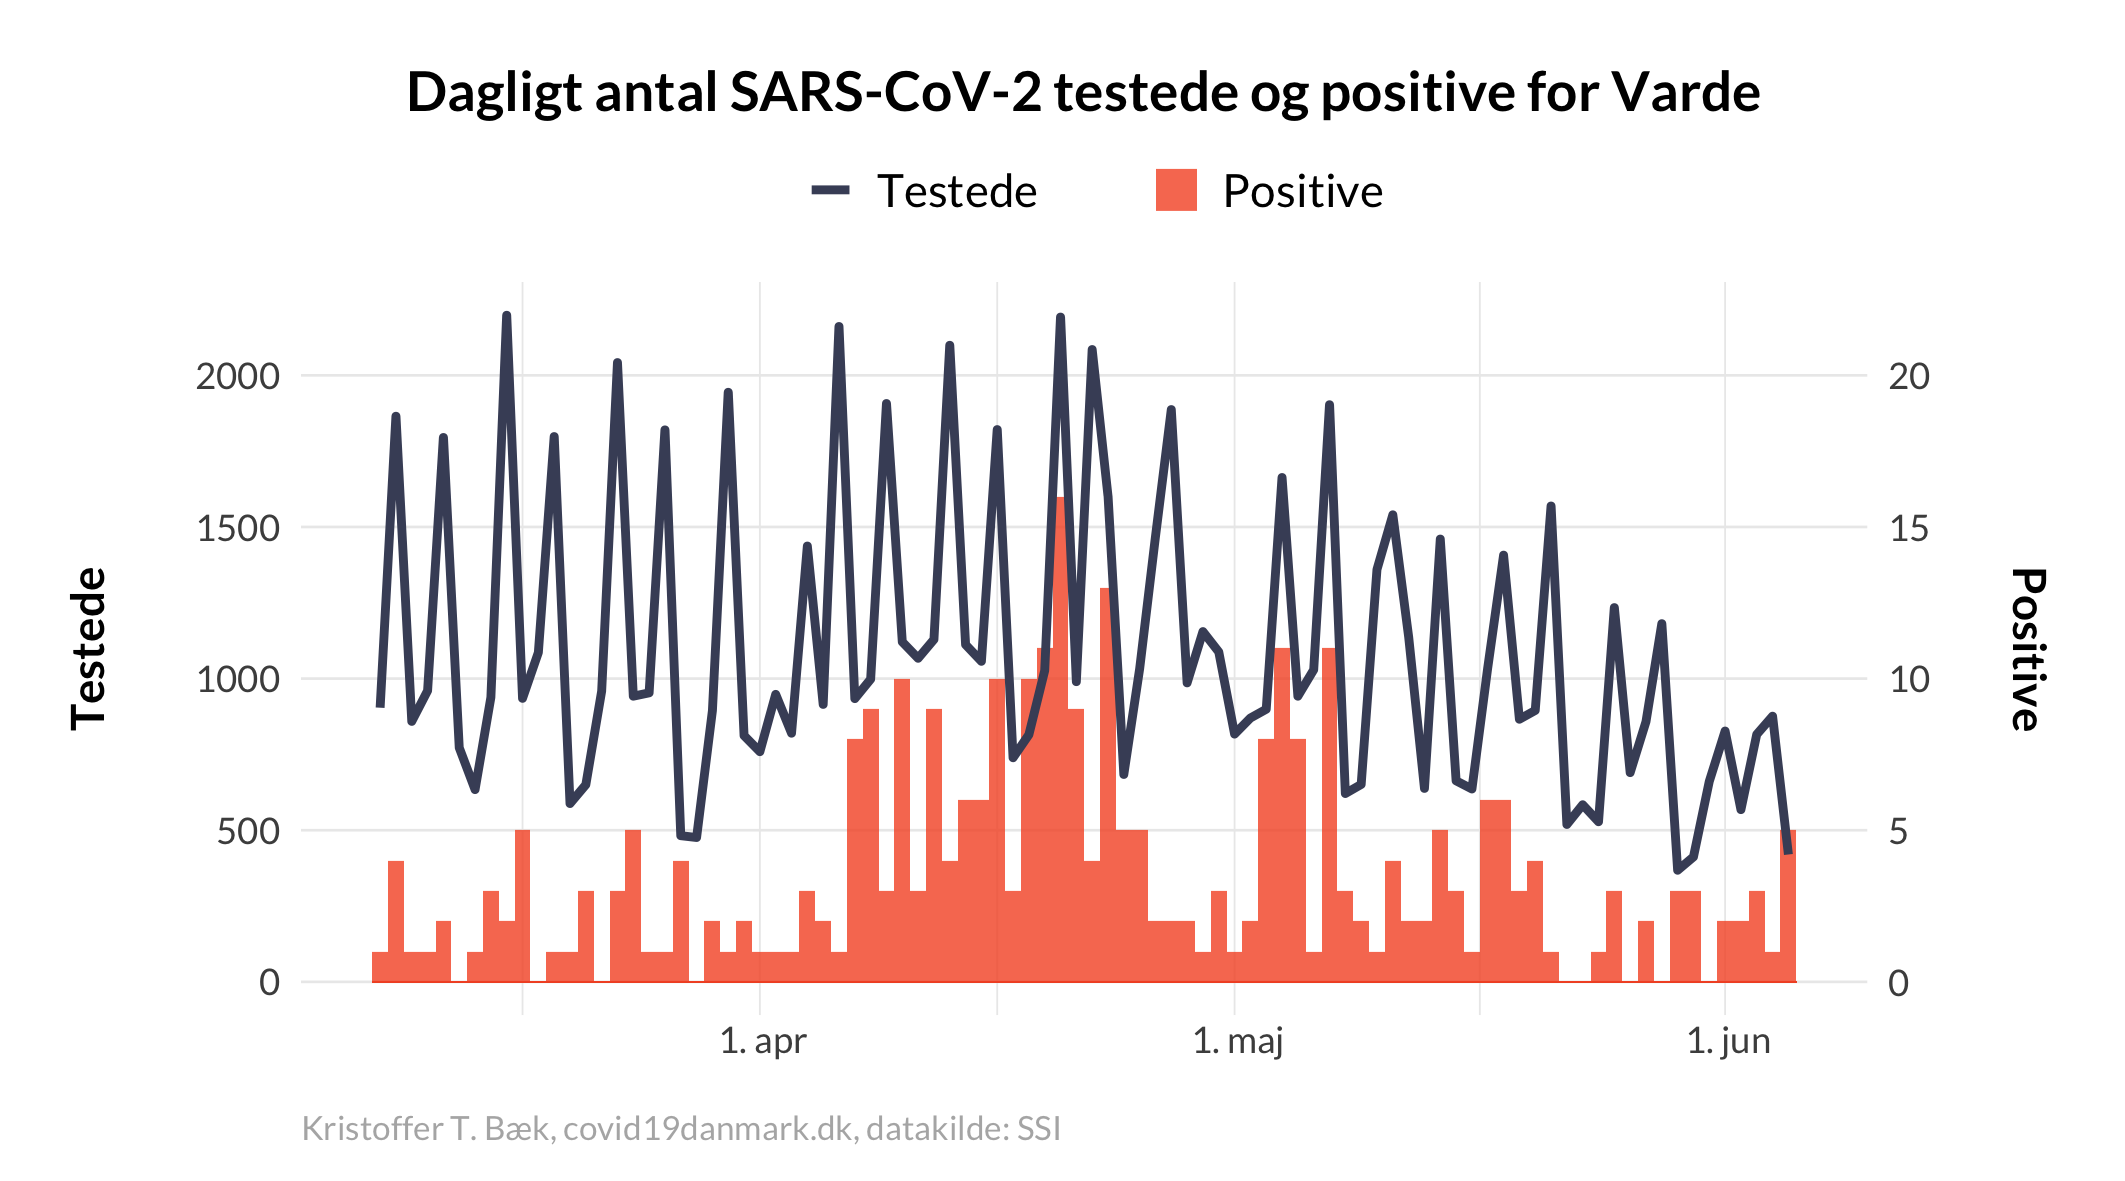 Dagligt antal SARS-CoV-2 testede og positive for Varde
Testede
Positive
Testede
2000
1500
1000
500
0
20
15
10
5
0
Positive
1. apr
1. maj
1. jun
Kristoffer T. Bæk, covid19danmark.dk, datakilde: SSI